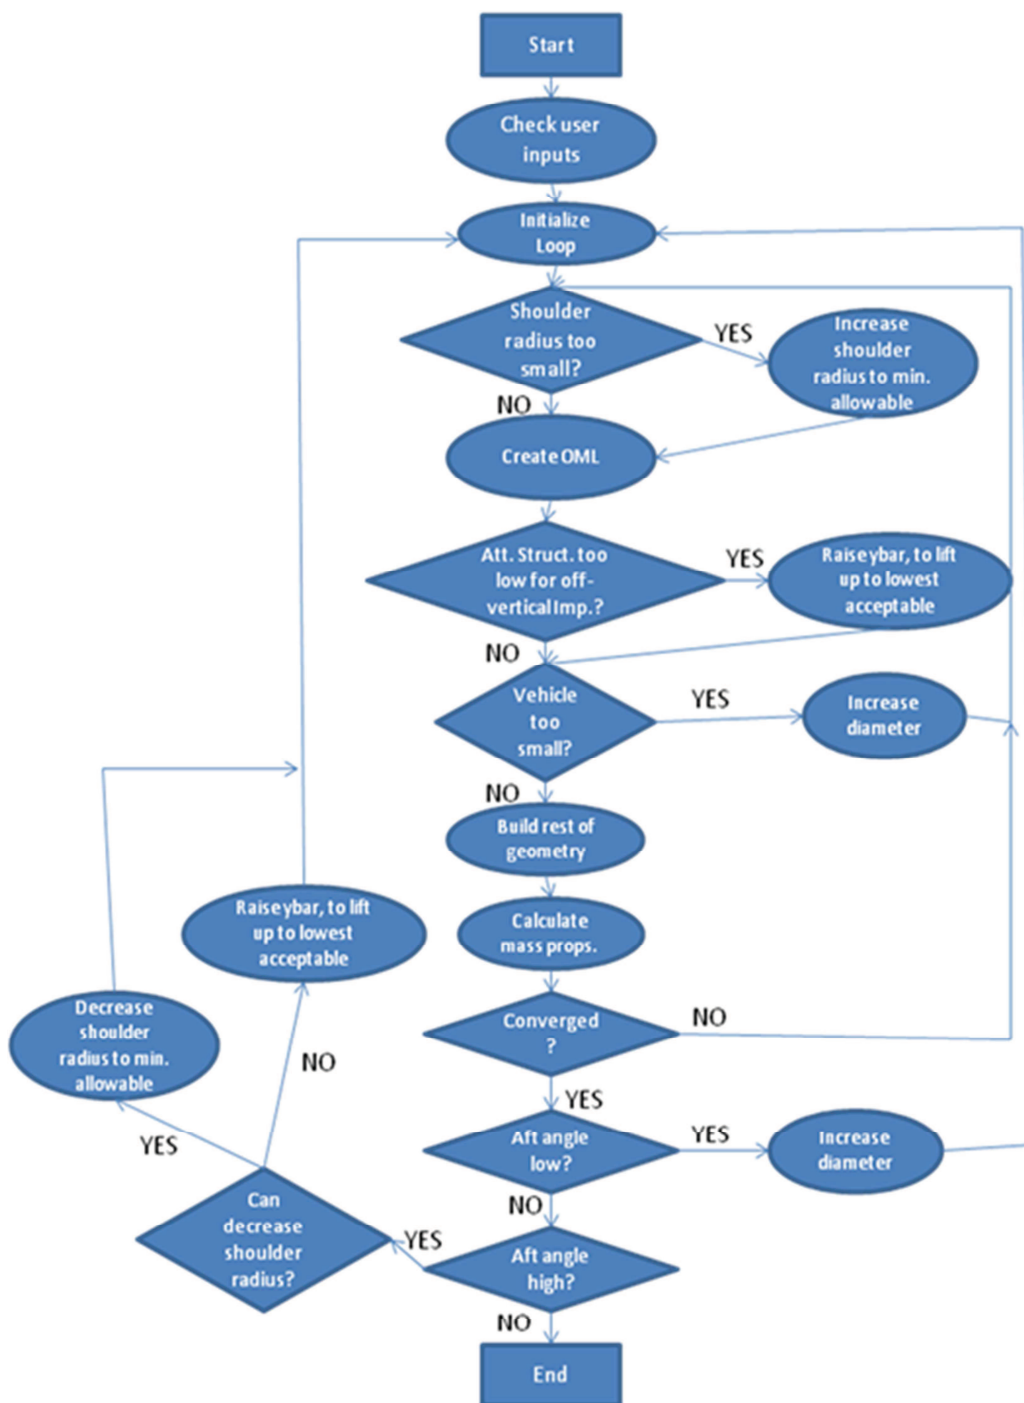 Start
Check user
inputs
Initialize
Loop
Shoulder
radius too
small?
YES
Increase
shoulder
radius to min.
allowable
NO
Create OML
Att. Struct. too
low for off-
vertical Imp.?
YES
Raise ybar, to lift
up to lowest
acceptable
NO
Vehicle
too
small?
YES
Increase
diameter
NO
Build rest of
geometry
Calculate
mass props.
Raise ybar, to lift
up to lowest
acceptable
Converged
?
NO
Decrease
shoulder
radius to min.
allowable
NO
YES
Aft angle
low?
YES
Increase
diameter
YES
NO
Can
decrease
shoulder
radius?
YES
Aft angle
high?
NO
End